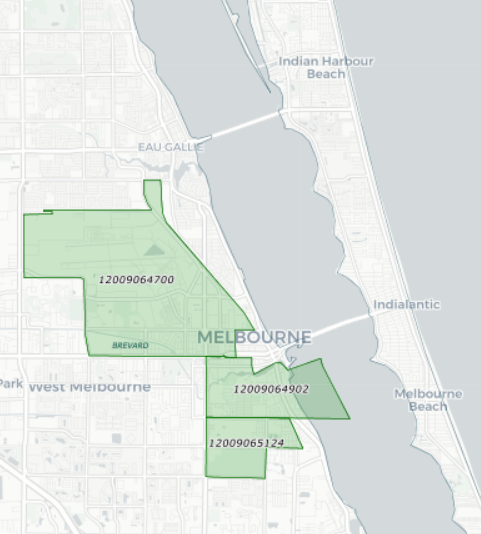 Indian Harbour
Beach
EAU GALLIE
12009064700
Indialantic
MELBOURNE
BREVARD
Park
West Melbourne
12009064902
Melbourne
Beach
12009065124